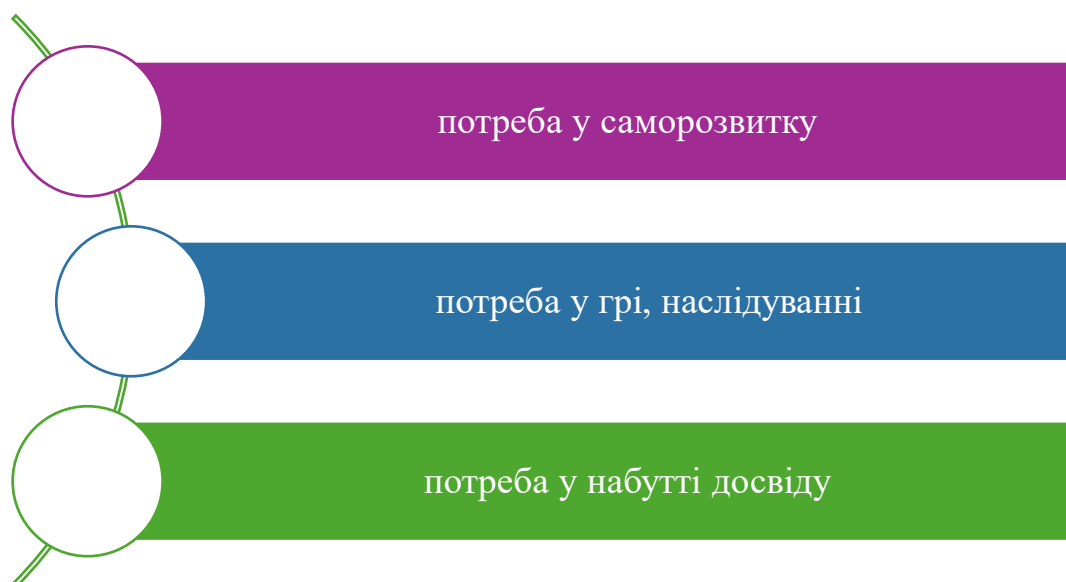 потреба у саморозвитку
потреба у грі, наслідуванні
потреба у набутті досвіду